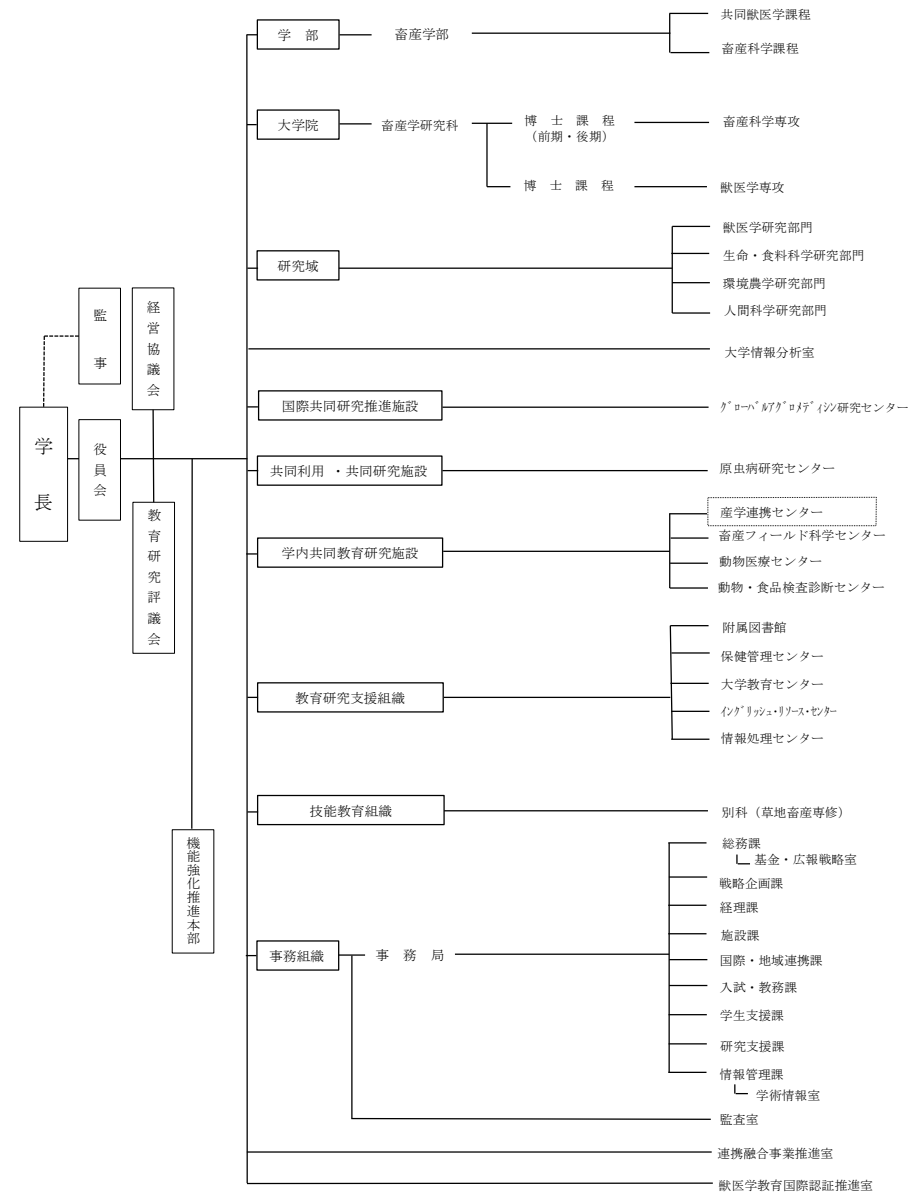 学部
畜産学部
共同獣医学課程
畜産科学課程
大学院
畜産学研究科
博士課程
(前期・後期)
畜産科学専攻
博士課程
獣医学専攻
研究域
獣医学研究部門
生命・食料科学研究部門
環境農学研究部門
人間科学研究部門
監事
経営協議会
大学情報分析室
国際共同研究推進施設
グローバルアグロメディシン研究センター
学長
役員会
共同利用・共同研究施設
原虫病研究センター
教育研究評議会
学内共同教育研究施設
産学連携センター
畜産フィールド科学センター
動物医療センター
動物・食品検査診断センター
教育研究支援組織
附属図書館
保健管理センター
大学教育センター
イングリッシュ・リソース・センター
情報処理センター
技能教育組織
別科(草地畜産専修)
機能強化推進本部
事務組織
事務局
総務課
基金・広報戦略室
戦略企画課
経理課
施設課
国際・地域連携課
入試・教務課
学生支援課
研究支援課
情報管理課
学術情報室
監査室
連携融合事業推進室
獣医学教育国際認証推進室